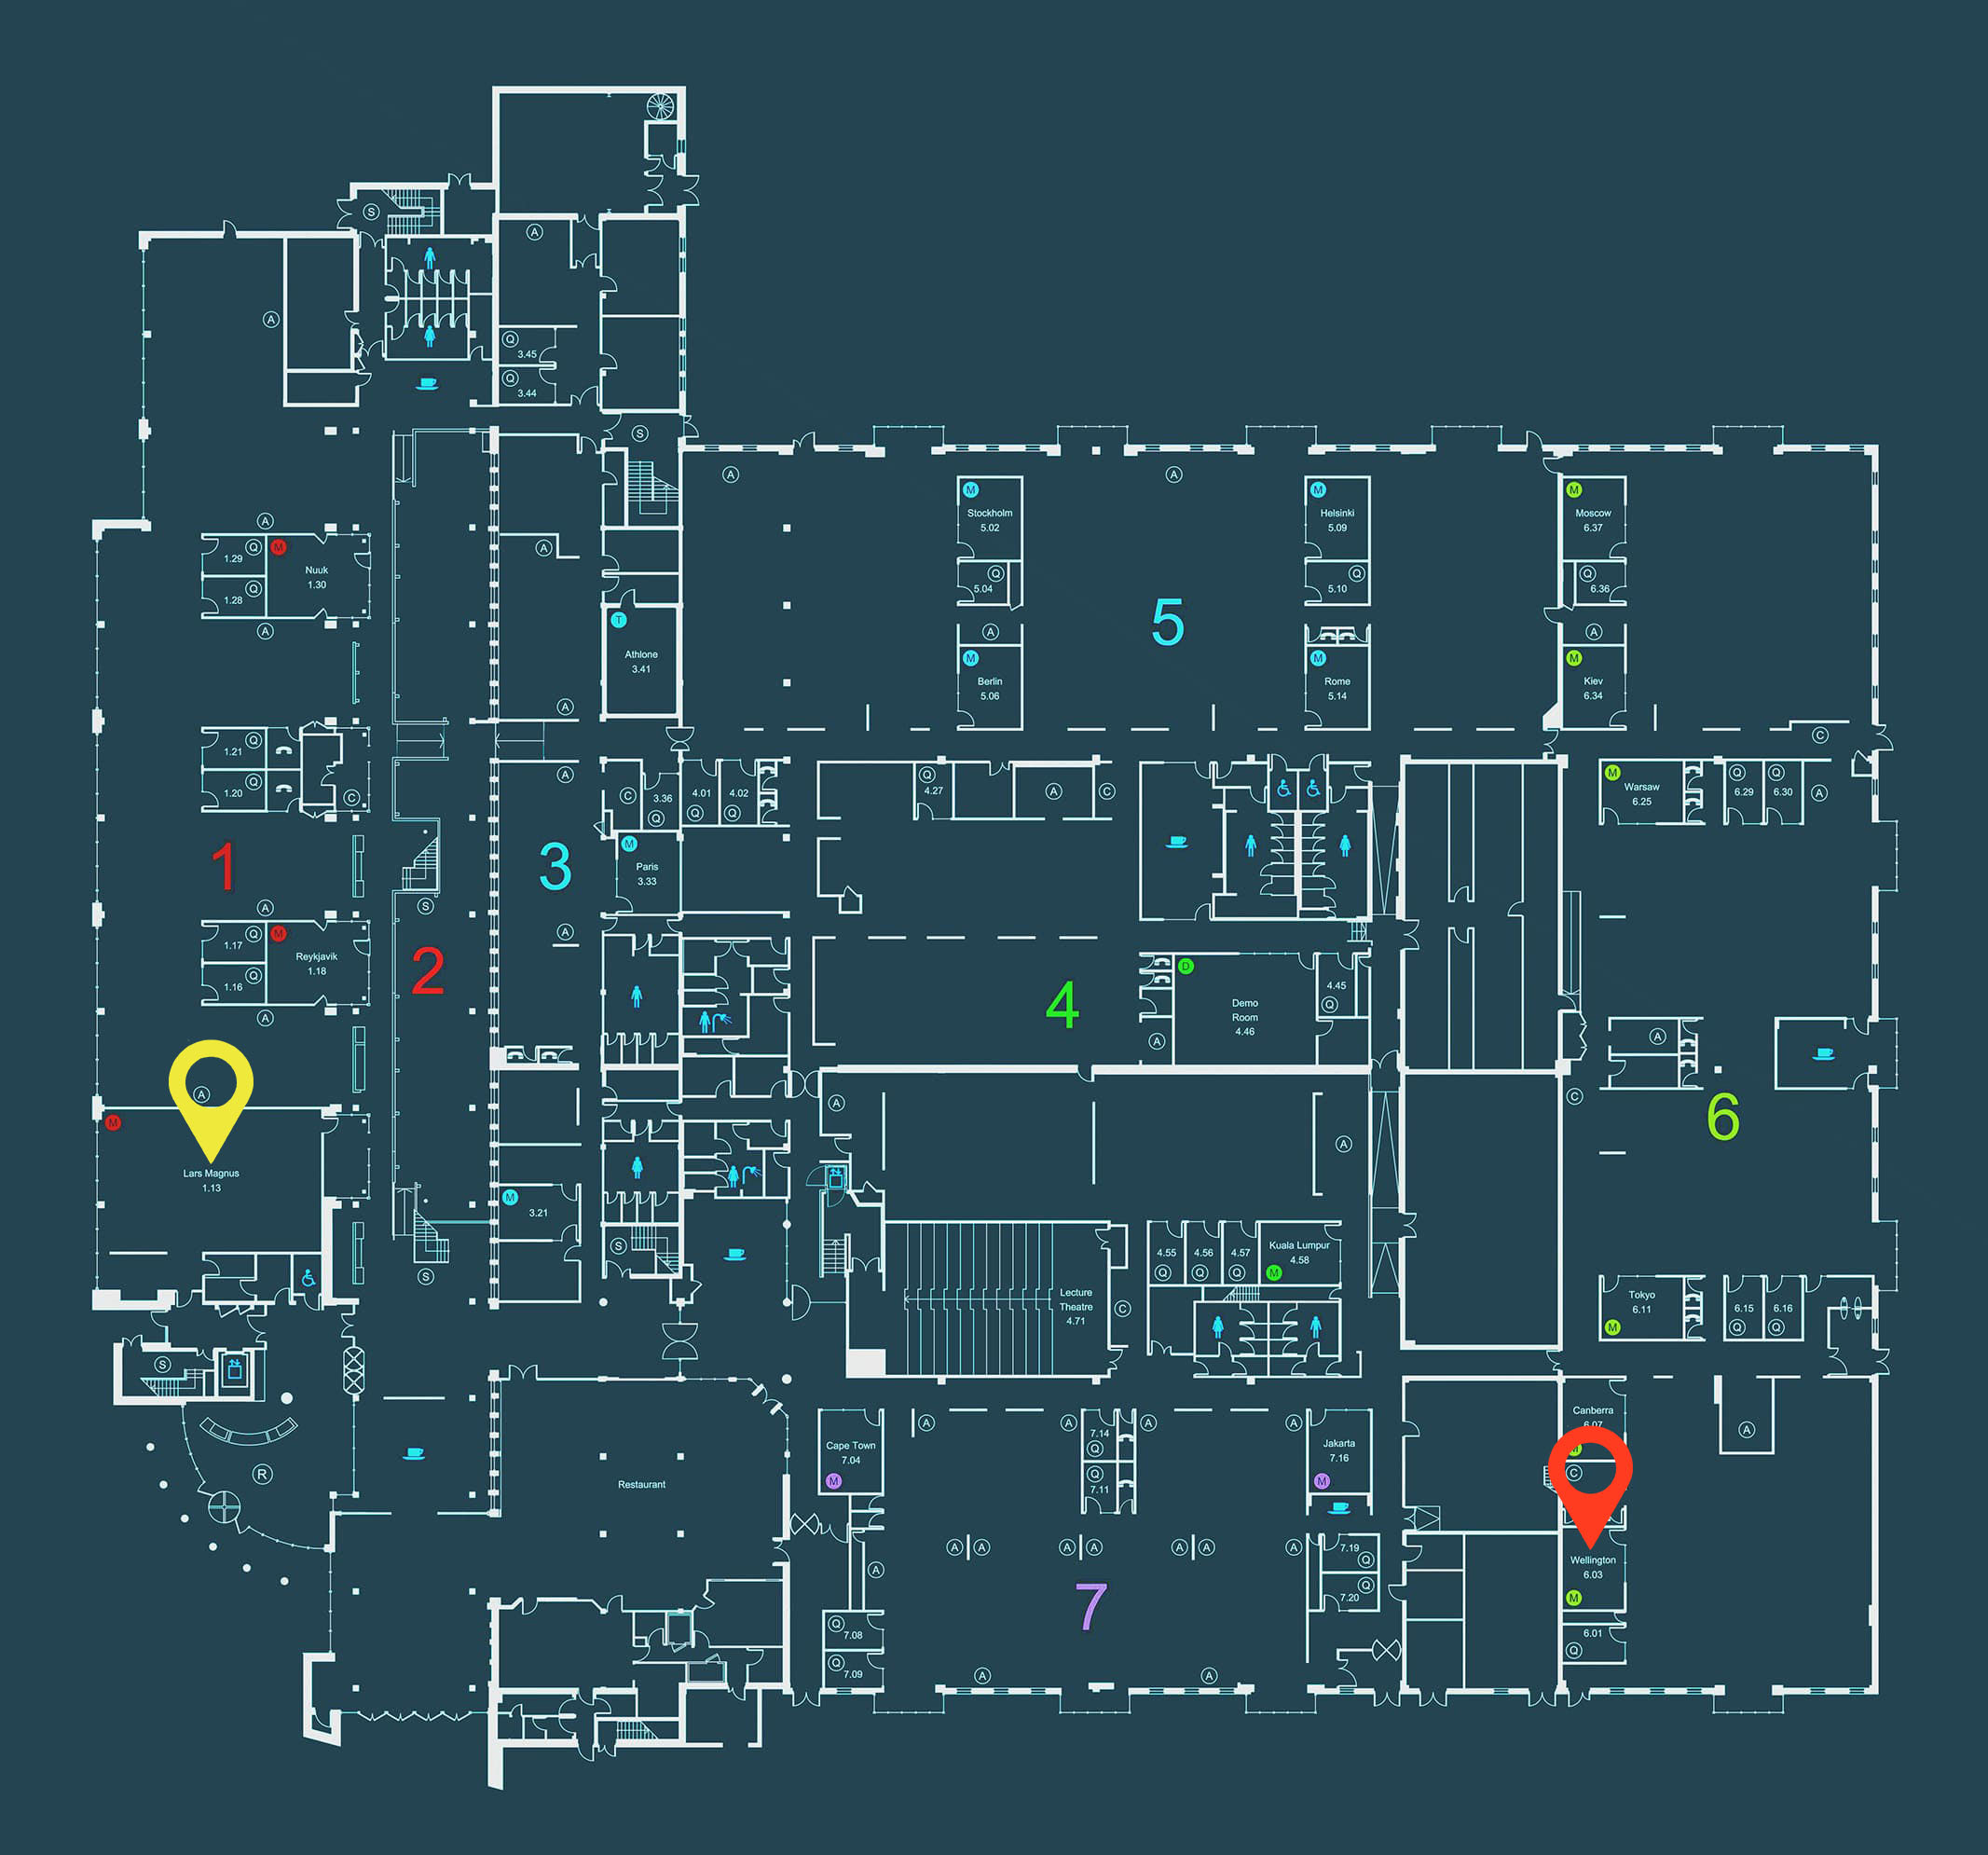 S
A
A
Q
3.45
Q
3.44
S
A
A
M
Stockholm
5.02
M
Helsinki
5.09
M
Moscow
6.37
A
1.29
Q
M
Nuuk
1.30
1.28
Q
A
A
Q
5.04
Q
5.10
Q
6.36
5
T
Athlone
3.41
A
M
Berlin
5.06
M
Rome
5.14
A
M
Kiev
6.34
A
C
1.21
Q
1.20
Q
C
A
C
3.36
Q
4.01
Q
4.02
Q
Q
4.27
A
C
M
Warsaw
6.25
Q
6.29
Q
6.30
A
1
3
M
Paris
3.33
A
S
A
1.17
Q
M
Reykjavik
1.18
1.16
Q
A
2
4
D
Demo
Room
4.46
4.45
Q
A
A
C
A
M
Lars Magnus
1.13
A
A
6
M
3.21
S
S
4.55
Q
4.56
Q
4.57
Q
Kuala Lumpur
4.58
M
Lecture
Theatre
4.71
C
Tokyo
6.11
M
6.15
Q
6.16
Q
S
R
Restaurant
Cape Town
7.04
M
A
A
7.14
Q
Q
7.11
A
A
Jakarta
7.16
M
Canberra
6.07
M
C
A
A
A
A
A
A
A
A
A
7.19
Q
Q
7.20
Wellington
6.03
M
7
Q
7.08
Q
7.09
A
A
6.01
Q